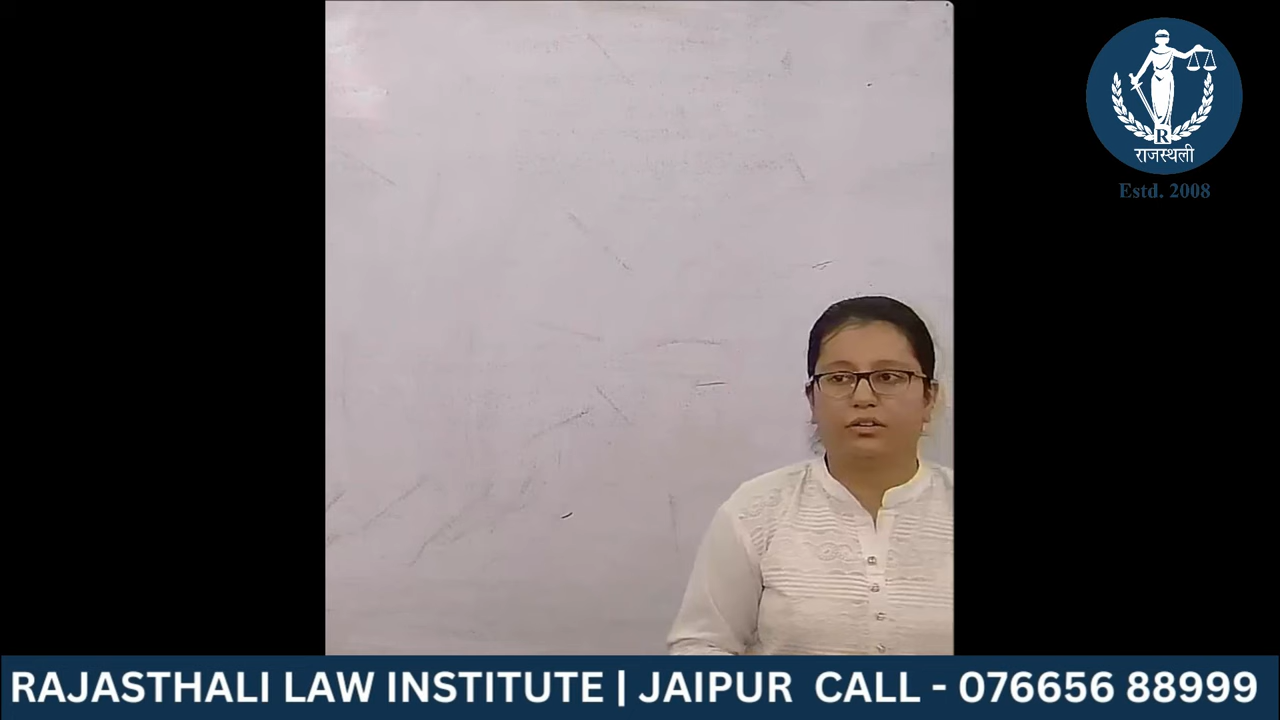 R
राजस्थली
Estd. 2008
RAJASTHALI LAW INSTITUTE | JAIPUR CALL - 076656 88999